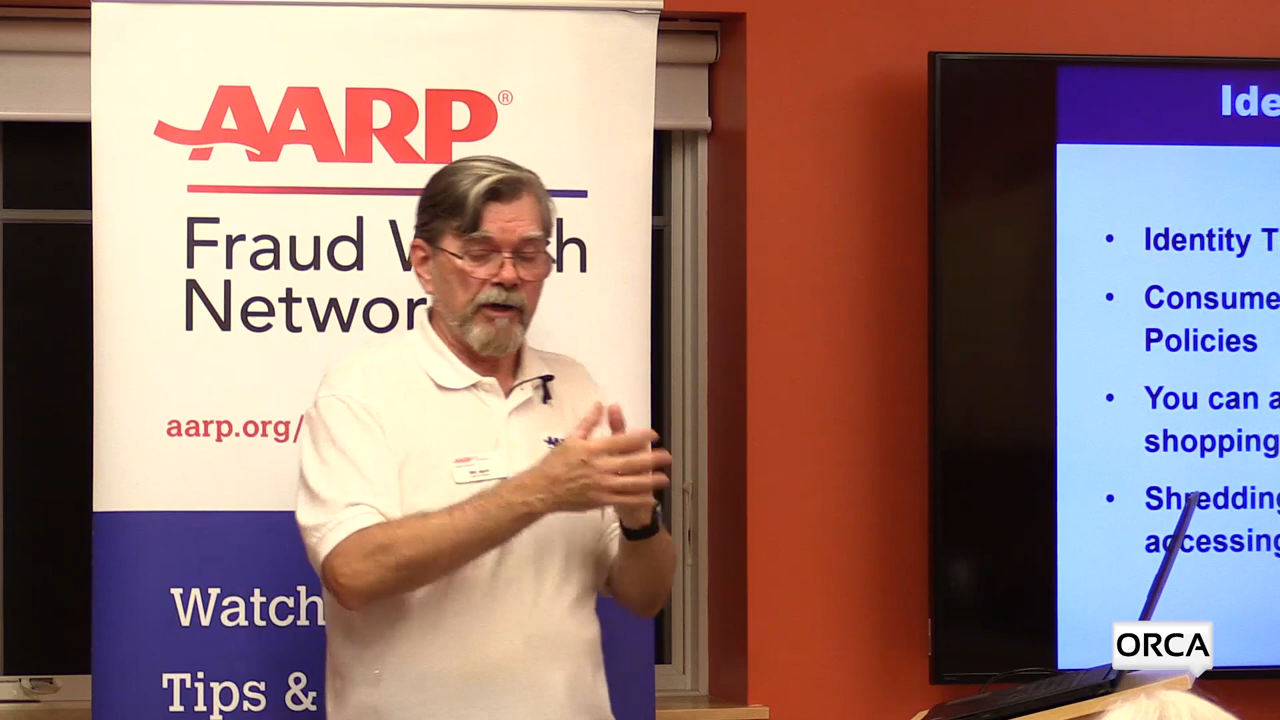 AARP®
Fraud W h
Networ
aarp.org/
Watch
Tips &
Ide
• Identity T
• Consume
Policies
• You can a
shopping
• Shredding
accessing
ORCA